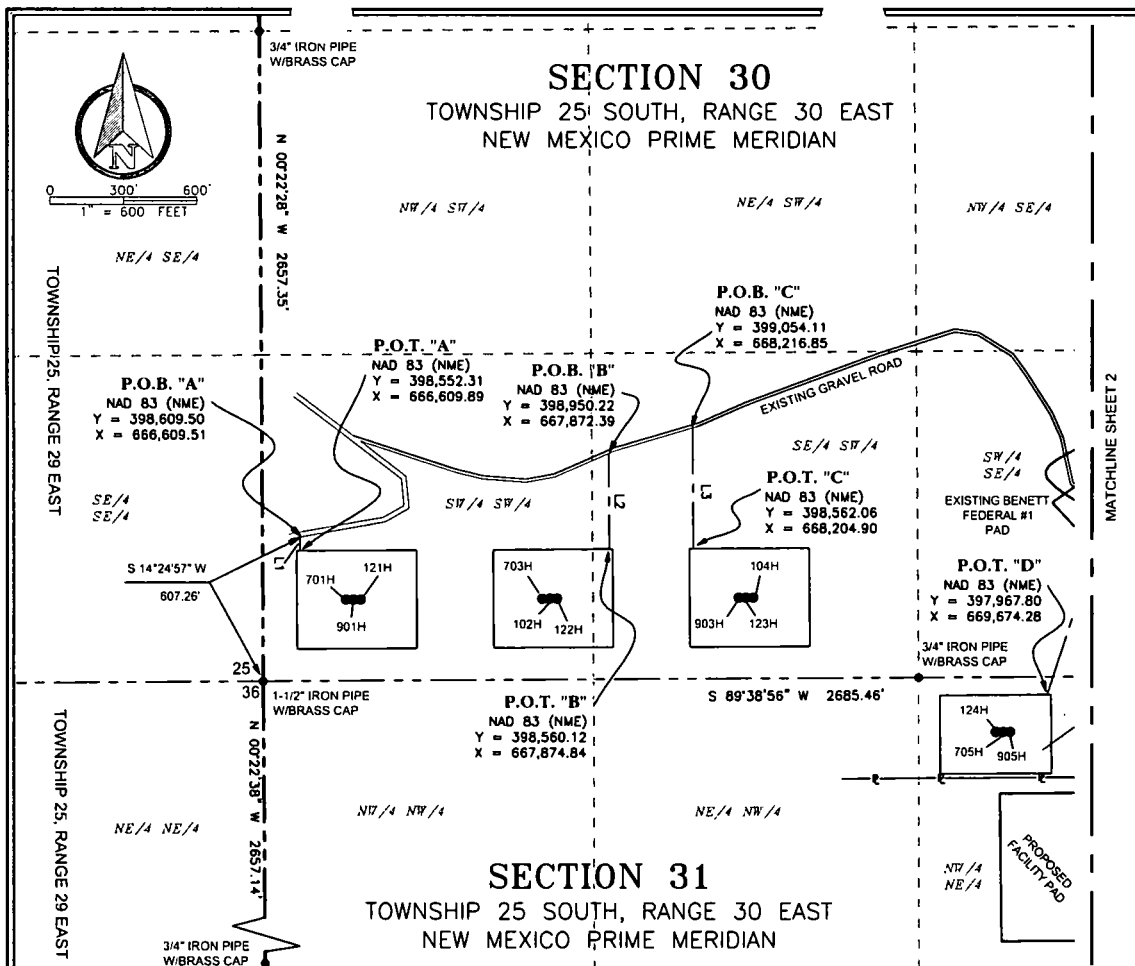 3/4" IRON PIPE
W/BRASS CAP
SECTION 30
TOWNSHIP 25 SOUTH, RANGE 30 EAST
NEW MEXICO PRIME MERIDIAN
N
0 300' 600'
1" = 600 FEET
N 00°22'28" W 2657.35'
NW/4 SW/4
NE/4 SW/4
NW/4 SE/4
NE/4 SE/4
TOWNSHIP 25, RANGE 29 EAST
P.O.B. "C"
NAD 83 (NME)
Y = 399,054.11
X = 668,216.85
P.O.T. "A"
NAD 83 (NME)
Y = 398,552.31
X = 666,609.89
P.O.B. "B"
NAD 83 (NME)
Y = 398,950.22
X = 667,872.39
P.O.B. "A"
NAD 83 (NME)
Y = 398,609.50
X = 666,609.51
EXISTING GRAVEL ROAD
MATCHLINE SHEET 2
SE/4
SE/4
SW/4 SW/4
SE/4 SW/4
SW/4
SE/4
EXISTING BENETT
FEDERAL #1
PAD
P.O.T. "C"
NAD 83 (NME)
Y = 398,562.06
X = 668,204.90
L1
L2
L3
S 14°24'57" W
607.26'
P.O.T. "D"
NAD 83 (NME)
Y = 397,967.80
X = 669,674.28
701H
121H
901H
703H
102H
122H
104H
903H
123H
3/4" IRON PIPE
W/BRASS CAP
25
36
1-1/2" IRON PIPE
W/BRASS CAP
S 89°38'56" W 2685.46'
P.O.T. "B"
NAD 83 (NME)
Y = 398,560.12
X = 667,874.84
124H
705H
905H
TOWNSHIP 25, RANGE 29 EAST
N 00°22'38" W 2657.14'
NE/4 NE/4
NW/4 NW/4
NE/4 NW/4
NW/4
NE/4
PROPOSED
FACILITY PAD
SECTION 31
TOWNSHIP 25 SOUTH, RANGE 30 EAST
NEW MEXICO PRIME MERIDIAN
3/4" IRON PIPE
W/BRASS CAP